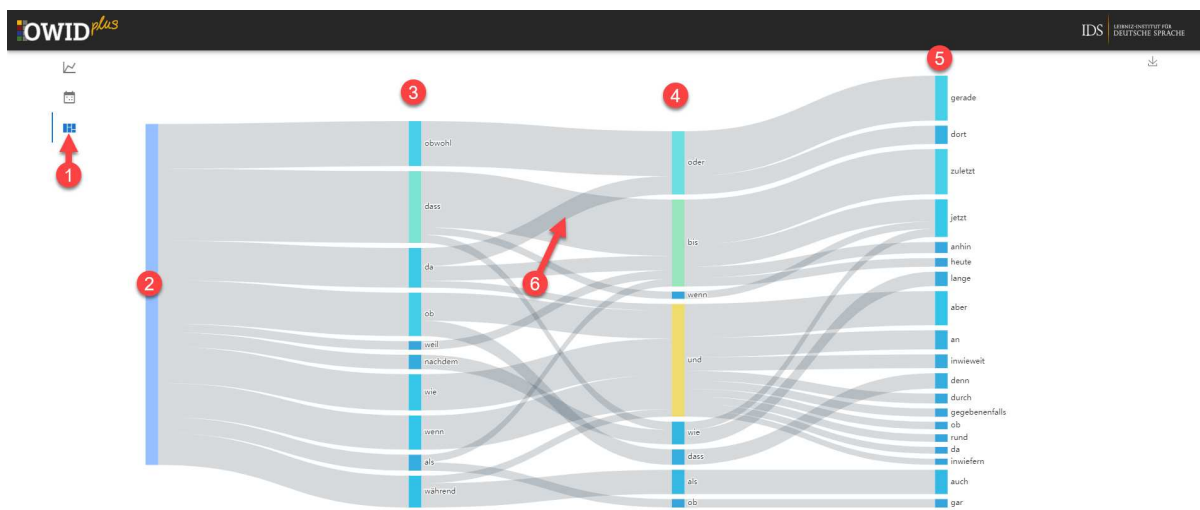 OWIDplus
IDS LEIBNIZ-INSTITUT FÜR
DEUTSCHE SPRACHE
1
2
3
4
5
6
obwohl
dass
da
ob
weil
nachdem
wie
wenn
als
während
oder
bis
wenn
und
wie
dass
als
ob
gerade
dort
zuletzt
jetzt
anhin
heute
lange
aber
an
inwieweit
denn
durch
gegebenenfalls
ob
rund
da
inwiefern
auch
gar